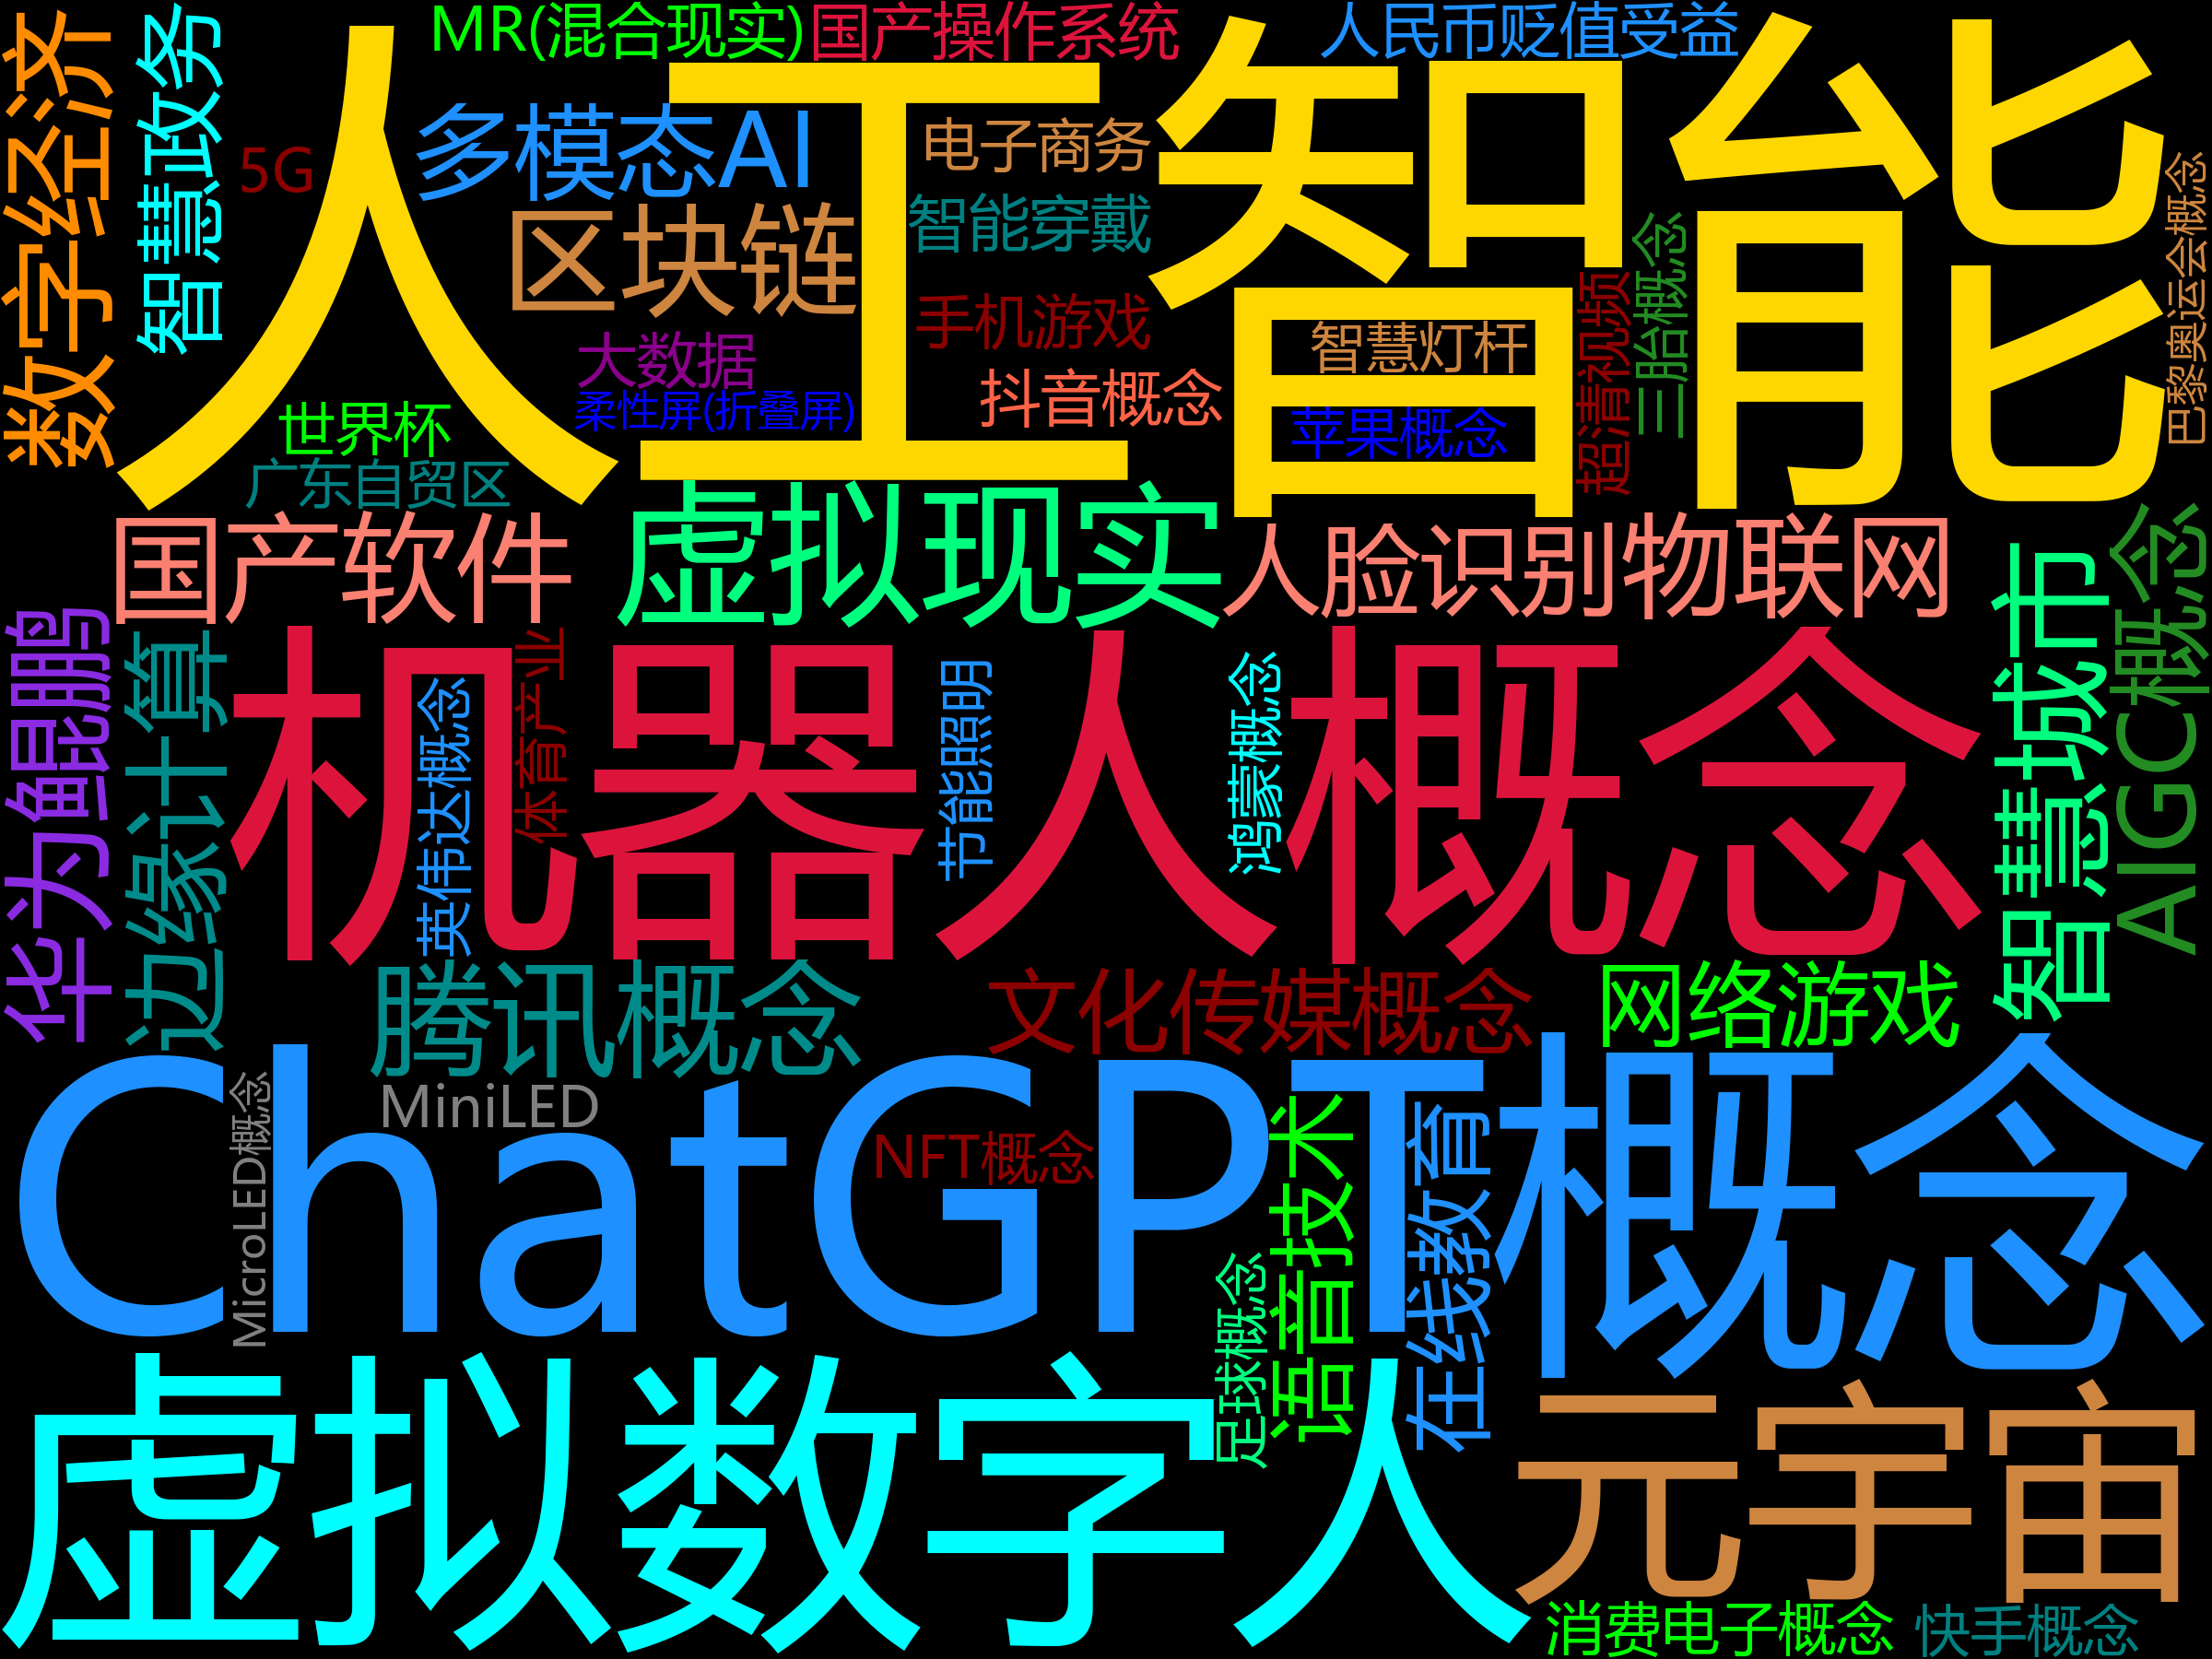 MR(混合现实)
国产操作系统
人民币贬值受益
数字经济
智慧政务
5G
人工智能
多模态AI
电子商务
区块链
智能穿戴
手机游戏
大数据
柔性屏(折叠屏)
抖音概念
智慧灯杆
苹果概念
超清视频
三胎概念
巴黎奥运会概念
世界杯
广东自贸区
国产软件
虚拟现实
人脸识别
物联网
华为鲲鹏
边缘计算
机器人概念
英伟达概念
体育产业
节能照明
鸿蒙概念
智慧城市
AIGC概念
腾讯概念
文化传媒概念
网络游戏
MiniLED
MicroLED概念
ChatGPT概念
NFT概念
语音技术
在线教育
足球概念
虚拟数字人
元宇宙
消费电子概念
快手概念